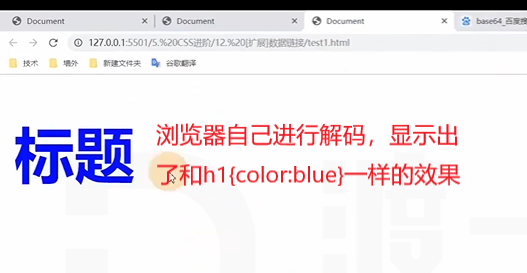 Document Document Document base64_百度搜
127.0.0.1:5501/5.%20CSS进阶/12.%20[扩展]数据链接/test1.html
技术 墙外 新建文件夹 谷歌翻译
标题
浏览器自己进行解码，显示出
了和h1{color:blue}一样的效果